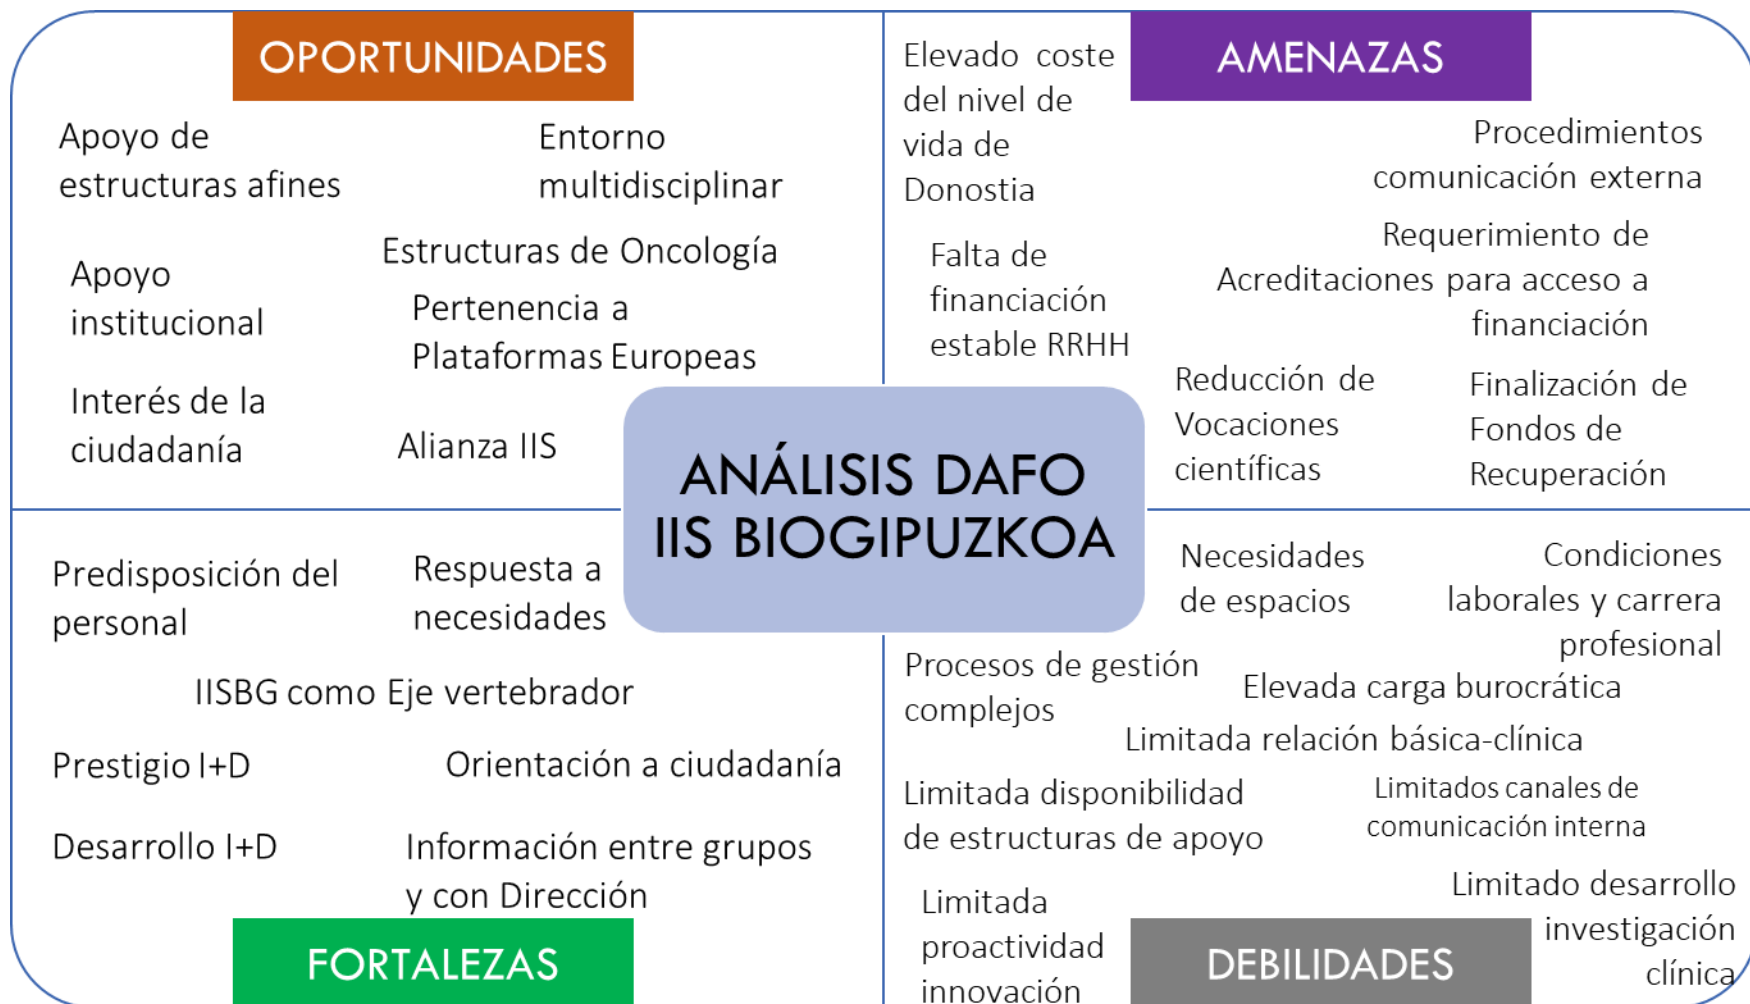 OPORTUNIDADES
Apoyo de
estructuras afines
Entorno
multidisciplinar
Estructuras de Oncología
Apoyo
institucional
Pertenencia a
Plataformas Europeas
Interés de la
ciudadanía
Alianza IIS
AMENAZAS
Elevado coste
del nivel de
vida de
Donostia
Procedimientos
comunicación externa
Requerimiento de
Acreditaciones para acceso a
financiación
Falta de
financiación
estable RRHH
Reducción de
Vocaciones
científicas
Finalización de
Fondos de
Recuperación
ANÁLISIS DAFO
IIS BIOGIPUZKOA
Predisposición del
personal
Respuesta a
necesidades
IISBG como Eje vertebrador
Prestigio I+D
Orientación a ciudadanía
Desarrollo I+D
Información entre grupos
y con Dirección
FORTALEZAS
Necesidades
de espacios
Condiciones
laborales y carrera
profesional
Procesos de gestión
complejos
Elevada carga burocrática
Limitada relación básica-clínica
Limitada disponibilidad
de estructuras de apoyo
Limitados canales de
comunicación interna
Limitada
proactividad
innovación
Limitado desarrollo
investigación
clínica
DEBILIDADES